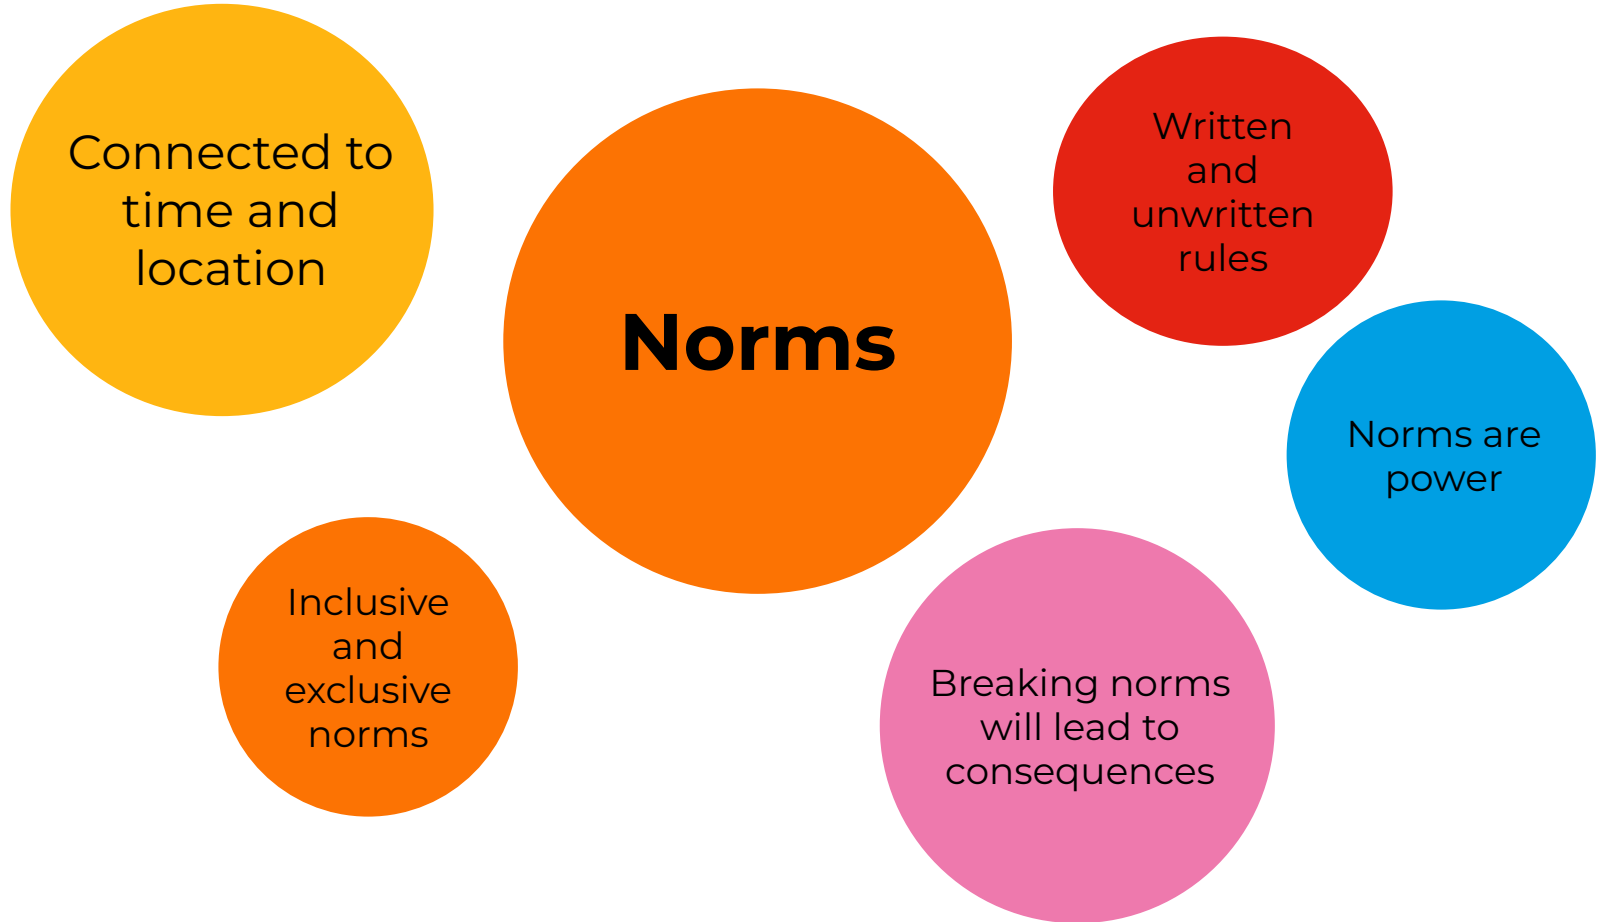 Connected to
time and
location
Norms
Written
and
unwritten
rules
Norms are
power
Inclusive
and
exclusive
norms
Breaking norms
will lead to
consequences